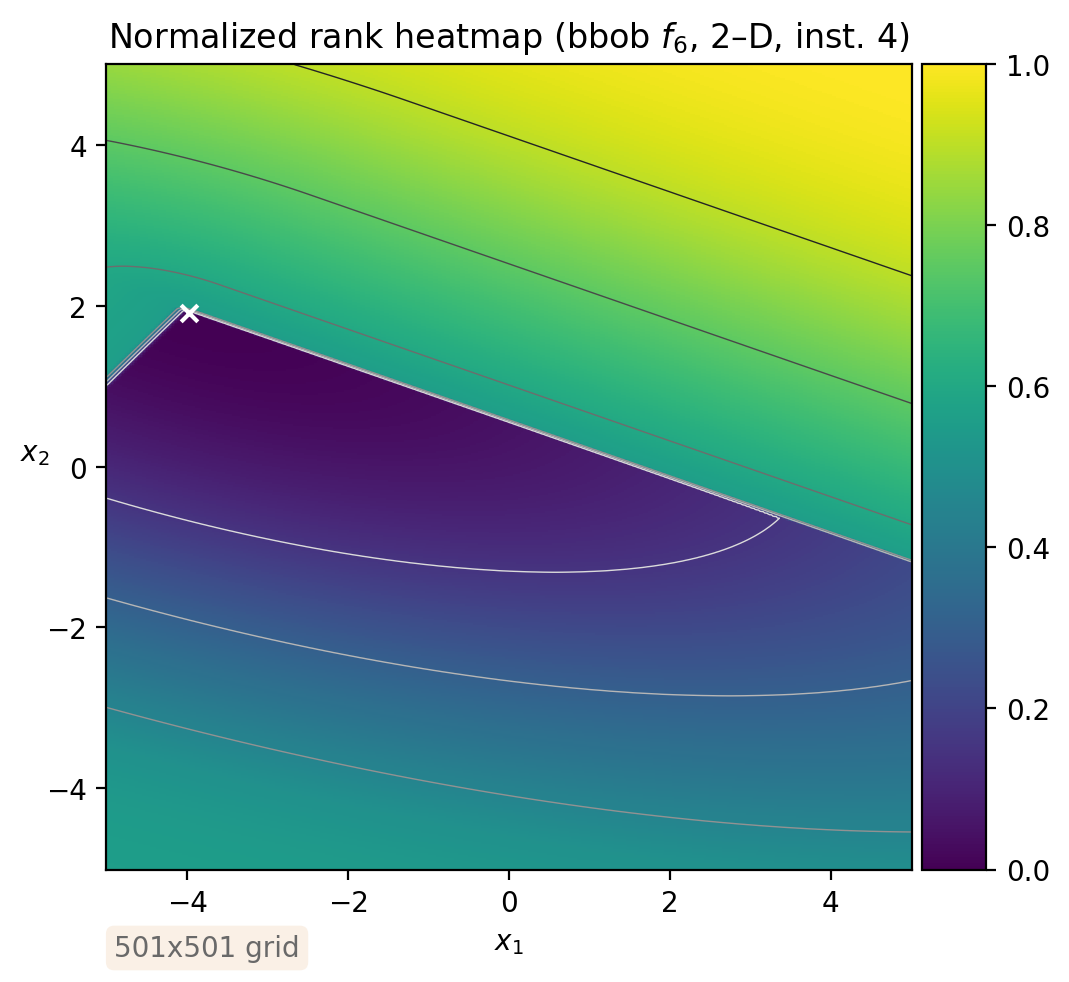 Normalized rank heatmap (bbob f₆, 2–D, inst. 4)
1.0
0.8
0.6
0.4
0.2
0.0
4
2
0
−2
−4
x₂
−4 −2 0 2 4
x₁
501x501 grid